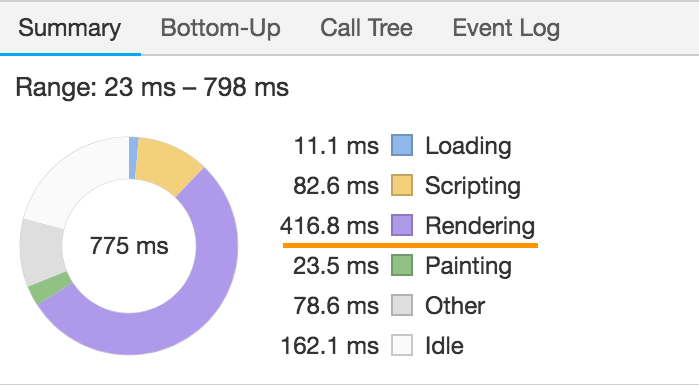 Summary Bottom-Up Call Tree Event Log
Range: 23 ms – 798 ms
775 ms
11.1 ms Loading
82.6 ms Scripting
416.8 ms Rendering
23.5 ms Painting
78.6 ms Other
162.1 ms Idle